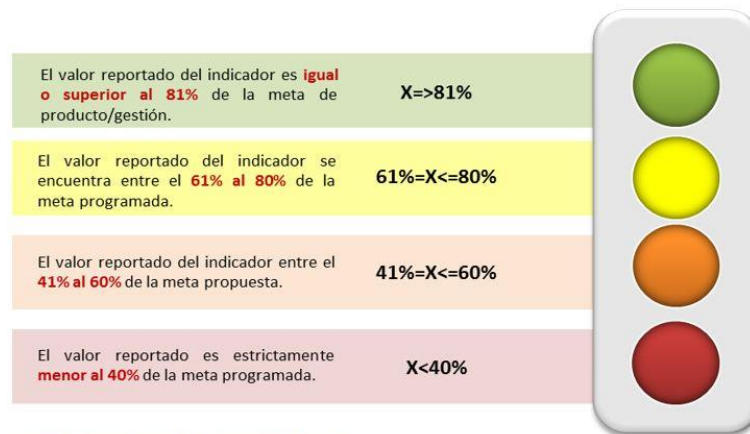 El valor reportado del indicador es igual
o superior al 81% de la meta de
producto/gestión.
X=>81%
El valor reportado del indicador se
encuentra entre el 61% al 80% de la
meta programada.
61%=X<=80%
El valor reportado del indicador entre el
41% al 60% de la meta propuesta.
41%=X<=60%
El valor reportado es estrictamente
menor al 40% de la meta programada.
X<40%